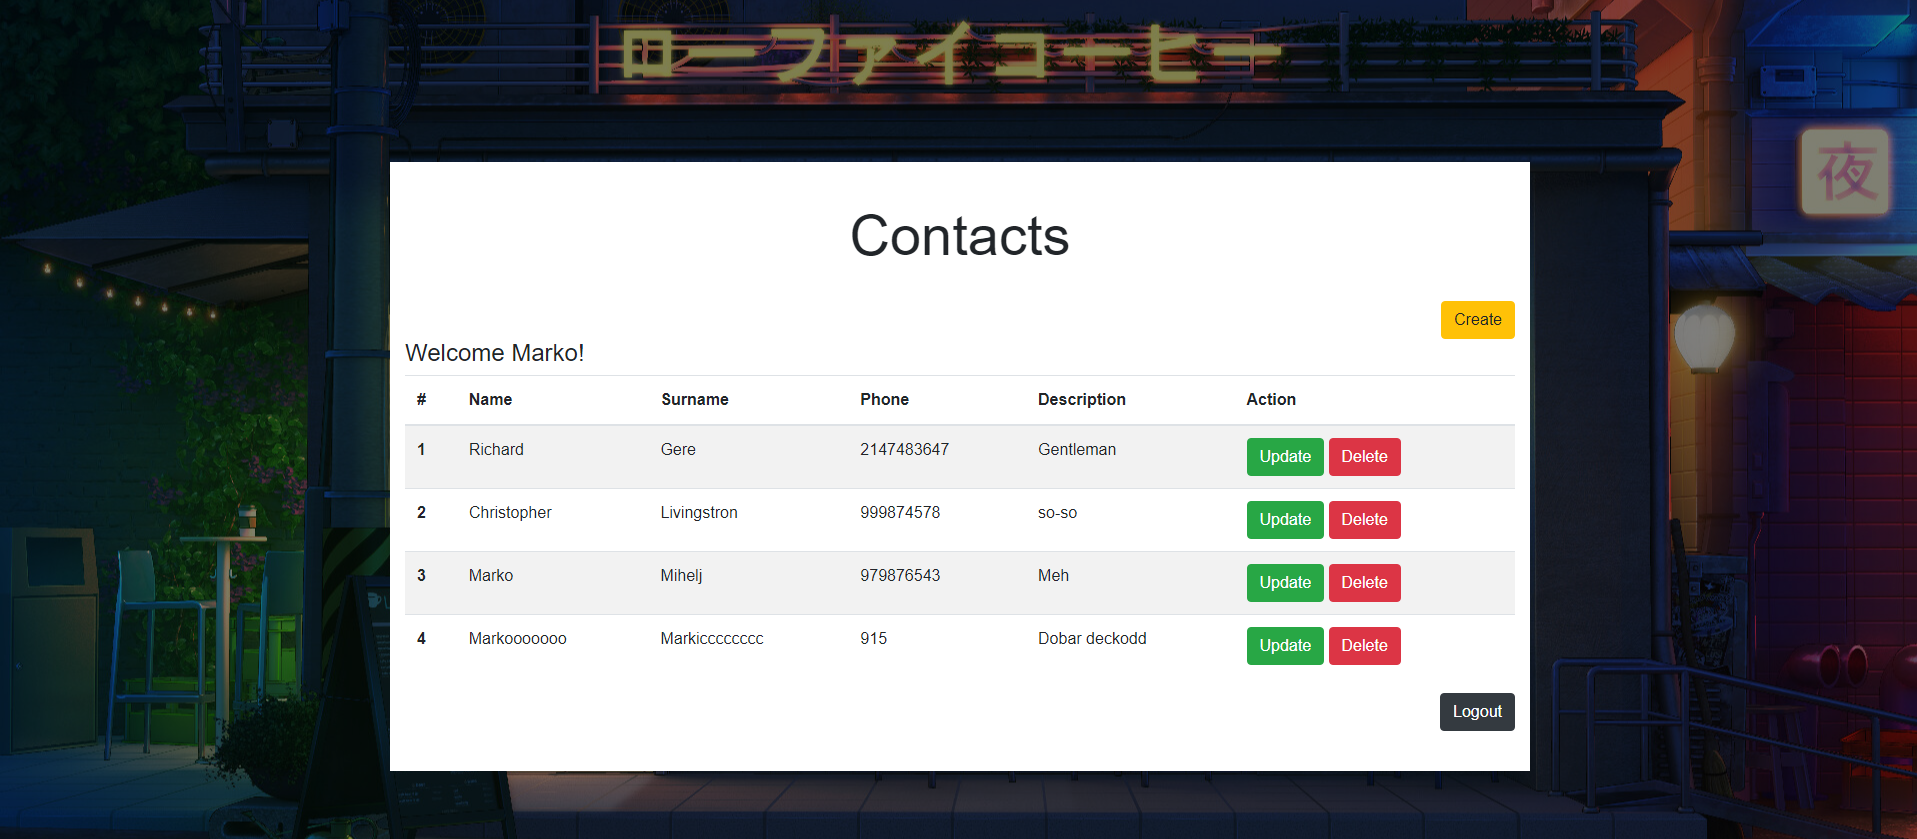 ローファイコーヒー
夜
Contacts
Create
Welcome Marko!
# Name Surname Phone Description Action
1 Richard Gere 2147483647 Gentleman Update Delete
2 Christopher Livingstron 999874578 so-so Update Delete
3 Marko Mihelj 979876543 Meh Update Delete
4 Markooooooo Markicccccccc 915 Dobar deckodd Update Delete
Logout